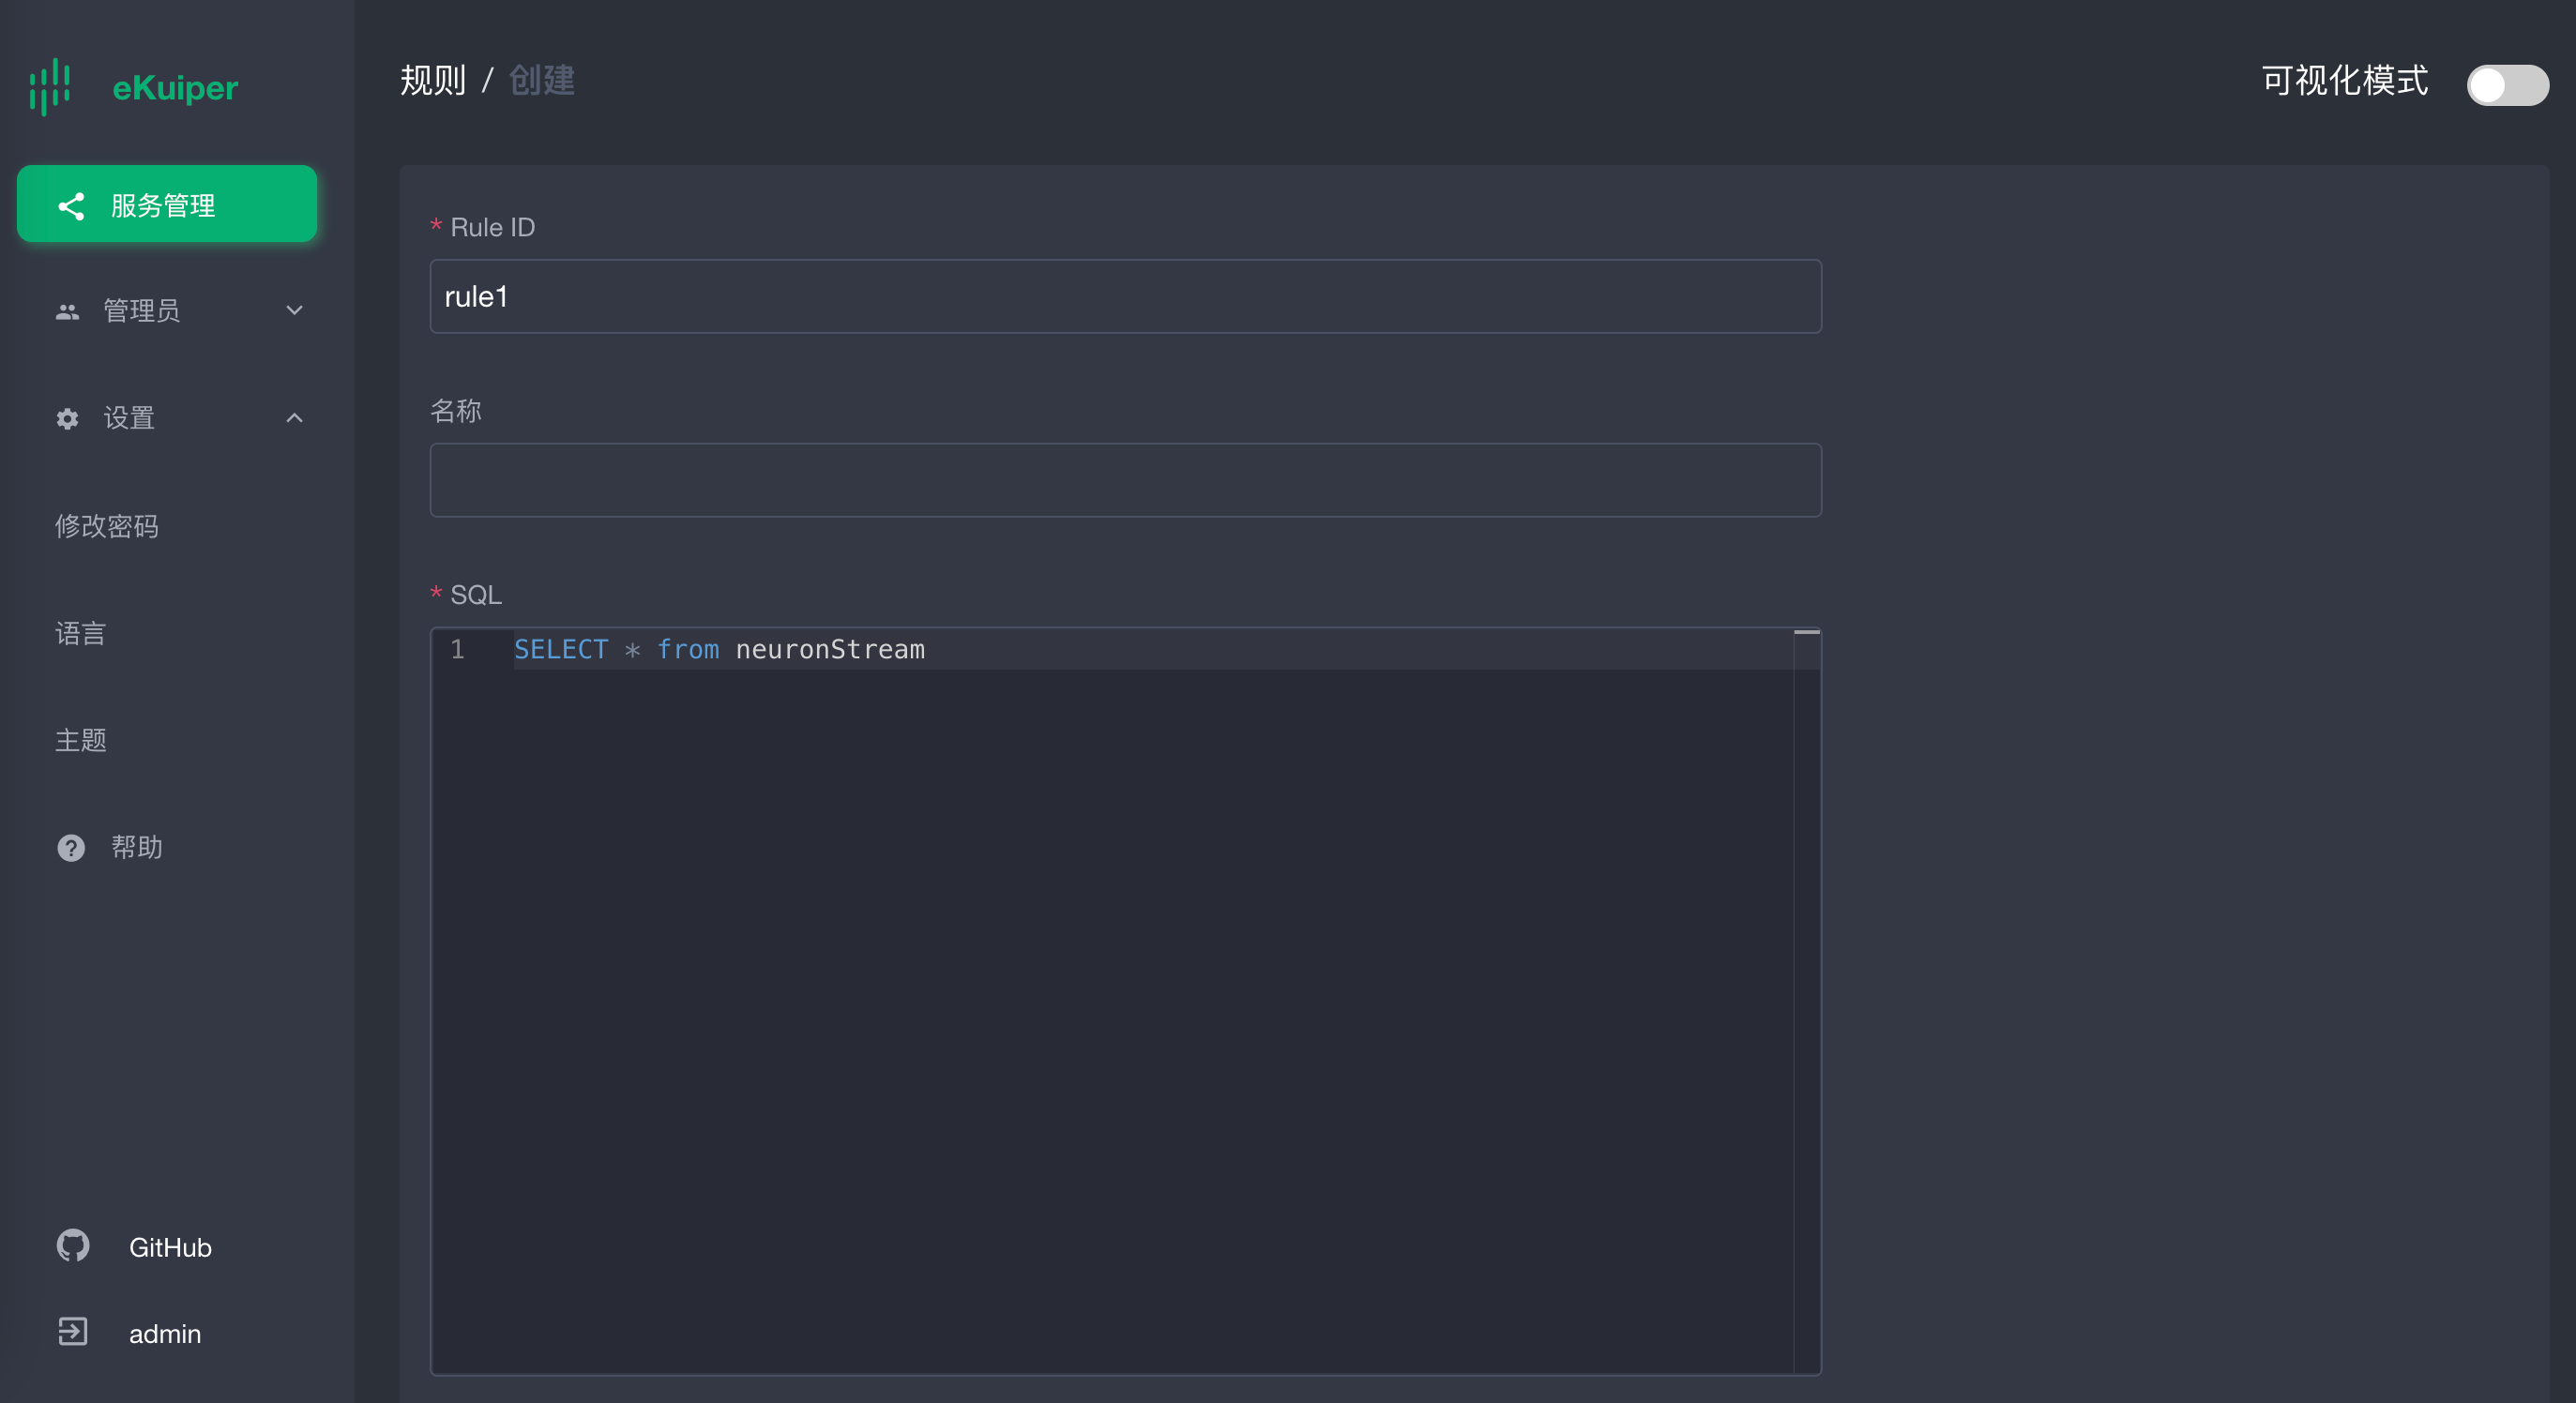 eKuiper
服务管理
管理员
设置
修改密码
语言
主题
帮助
GitHub
admin
规则 / 创建
可视化模式
* Rule ID
rule1
名称
* SQL
1 SELECT * from neuronStream